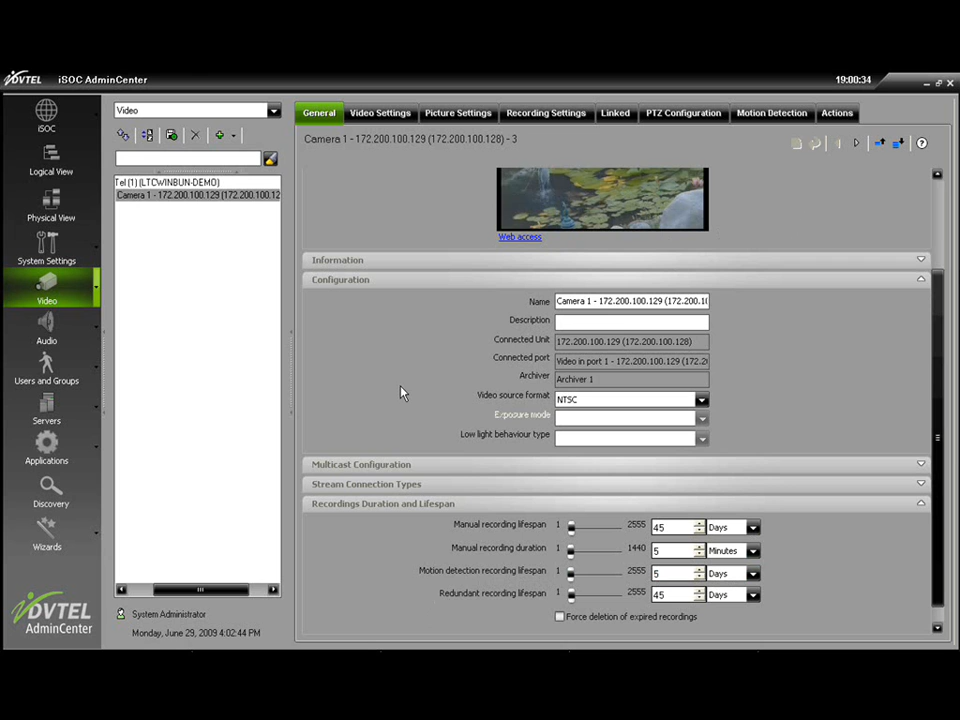 DVTEL iSOC AdminCenter 19:00:34
iSOC
Logical View
Physical View
System Settings
Video
Audio
Users and Groups
Servers
Applications
Discovery
Wizards
DVTEL
AdminCenter
Video
Tel (1) (LTCWINBUN-DEMO)
Camera 1 - 172.200.100.129 (172.200.100.12
System Administrator
Monday, June 29, 2009 4:02:44 PM
General Video Settings Picture Settings Recording Settings Linked PTZ Configuration Motion Detection Actions
Camera 1 - 172.200.100.129 (172.200.100.128) - 3
Web access
Information
Configuration
Name Camera 1 - 172.200.100.129 (172.200.10
Description
Connected Unit 172.200.100.129 (172.200.100.128)
Connected port Video in port 1 - 172.200.100.129 (172.20
Archiver Archiver 1
Video source format NTSC
Exposure mode
Low light behaviour type
Multicast Configuration
Stream Connection Types
Recordings Duration and Lifespan
Manual recording lifespan 1 2555 45 Days
Manual recording duration 1 1440 5 Minutes
Motion detection recording lifespan 1 2555 5 Days
Redundant recording lifespan 1 2555 45 Days
Force deletion of expired recordings